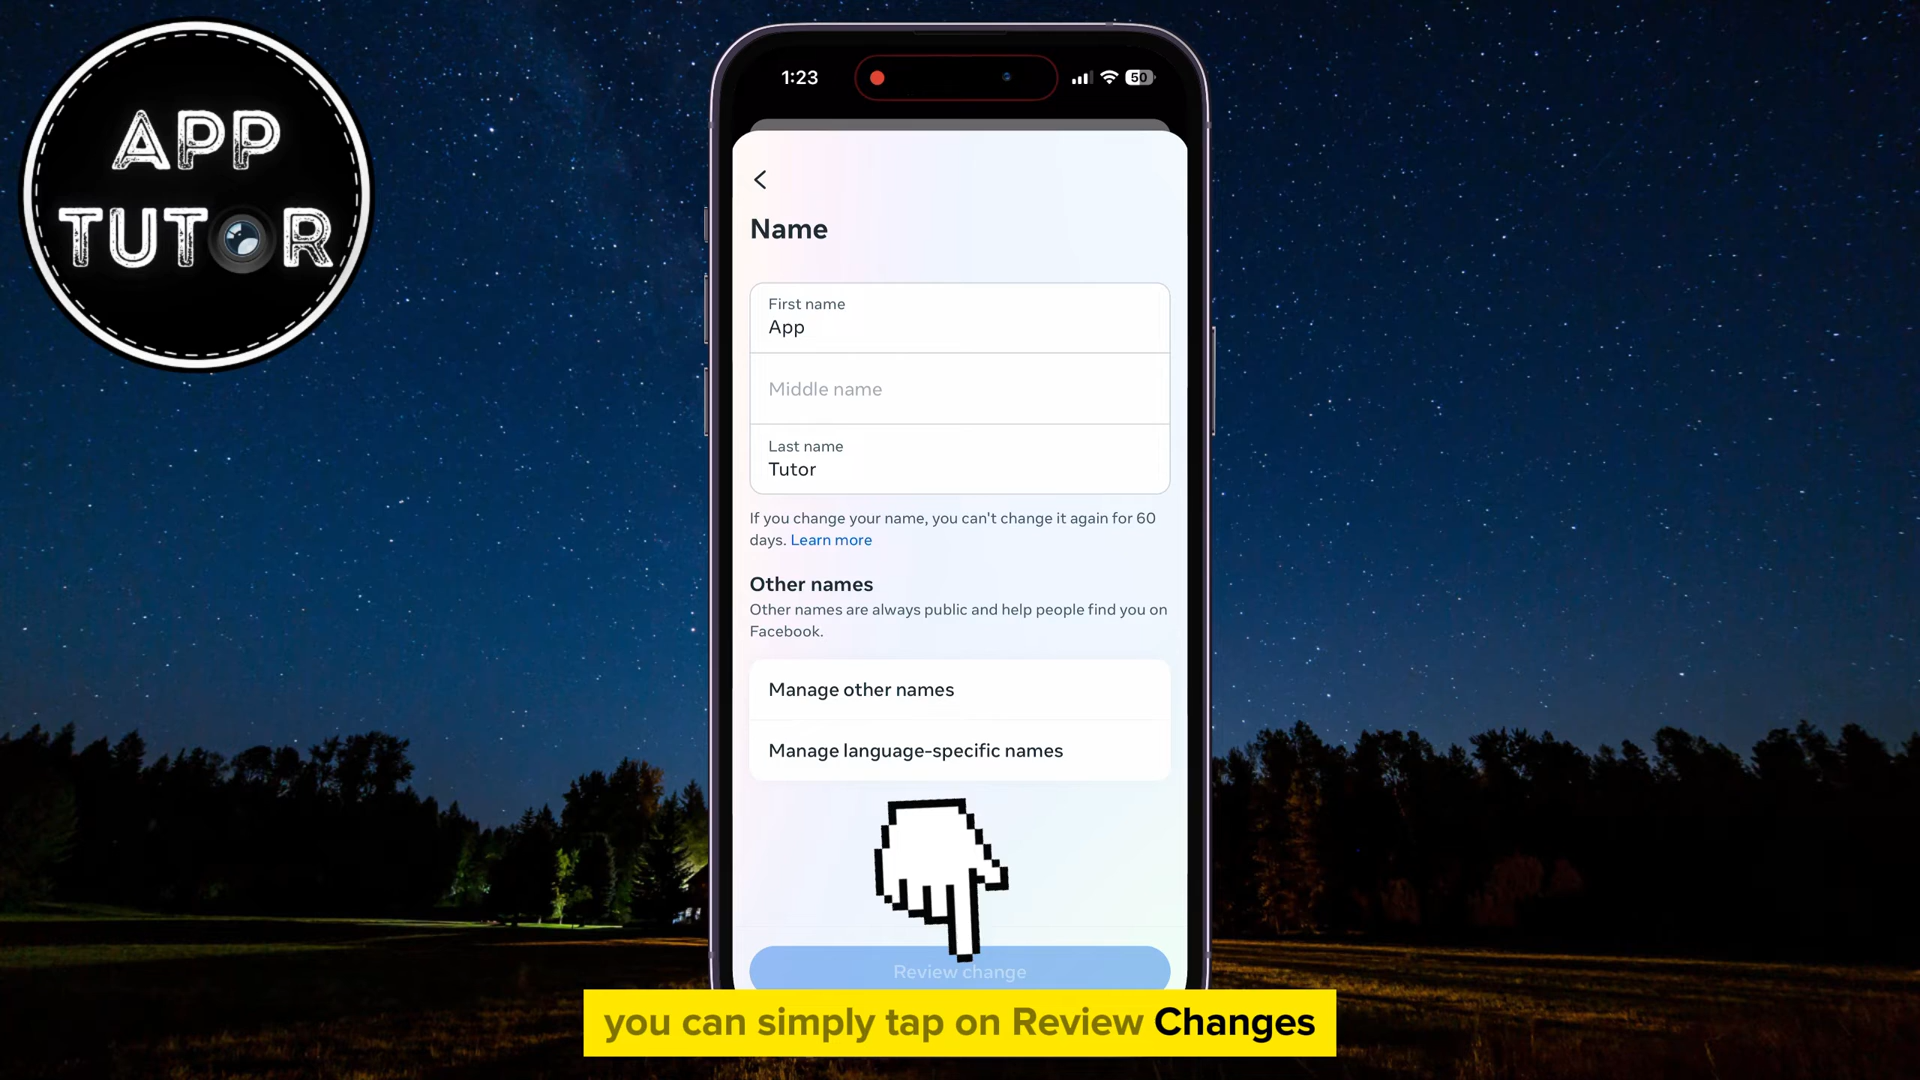 APP
TUTOR
1:23
50
Name
First name
App
Middle name
Last name
Tutor
If you change your name, you can't change it again for 60
days. Learn more
Other names
Other names are always public and help people find you on
Facebook.
Manage other names
Manage language-specific names
Review change
you can simply tap on Review Changes